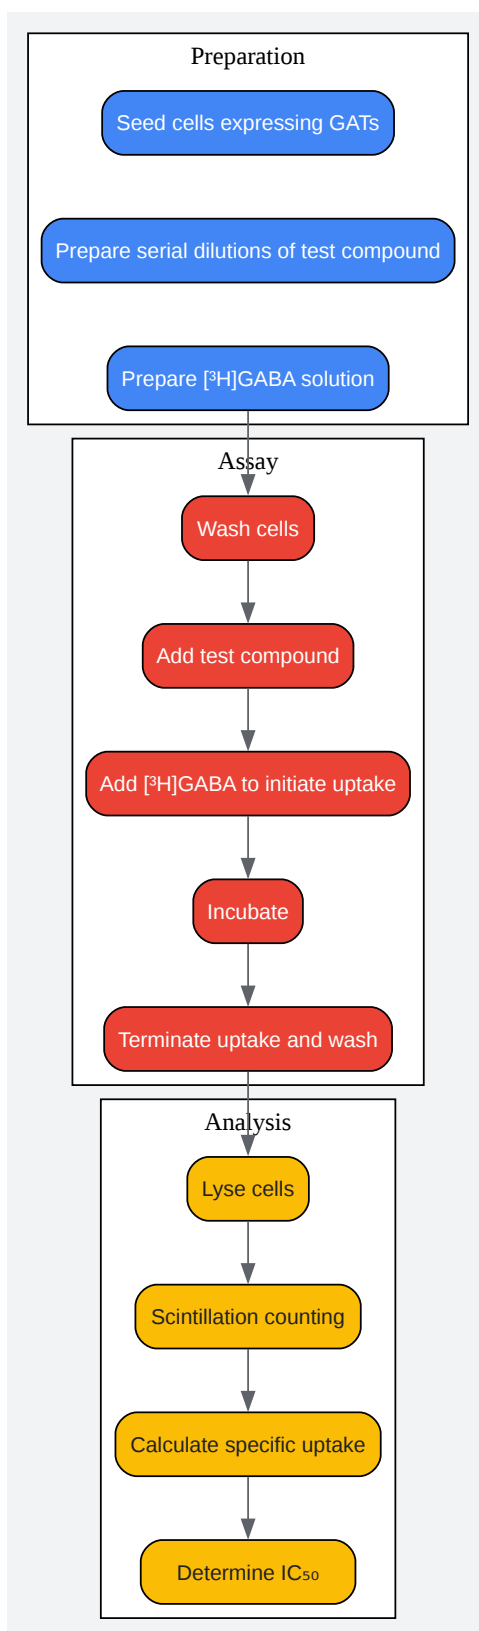 Preparation
Seed cells expressing GATs
Prepare serial dilutions of test compound
Prepare [³H]GABA solution
Assay
Wash cells
Add test compound
Add [³H]GABA to initiate uptake
Incubate
Terminate uptake and wash
Analysis
Lyse cells
Scintillation counting
Calculate specific uptake
Determine IC₅₀